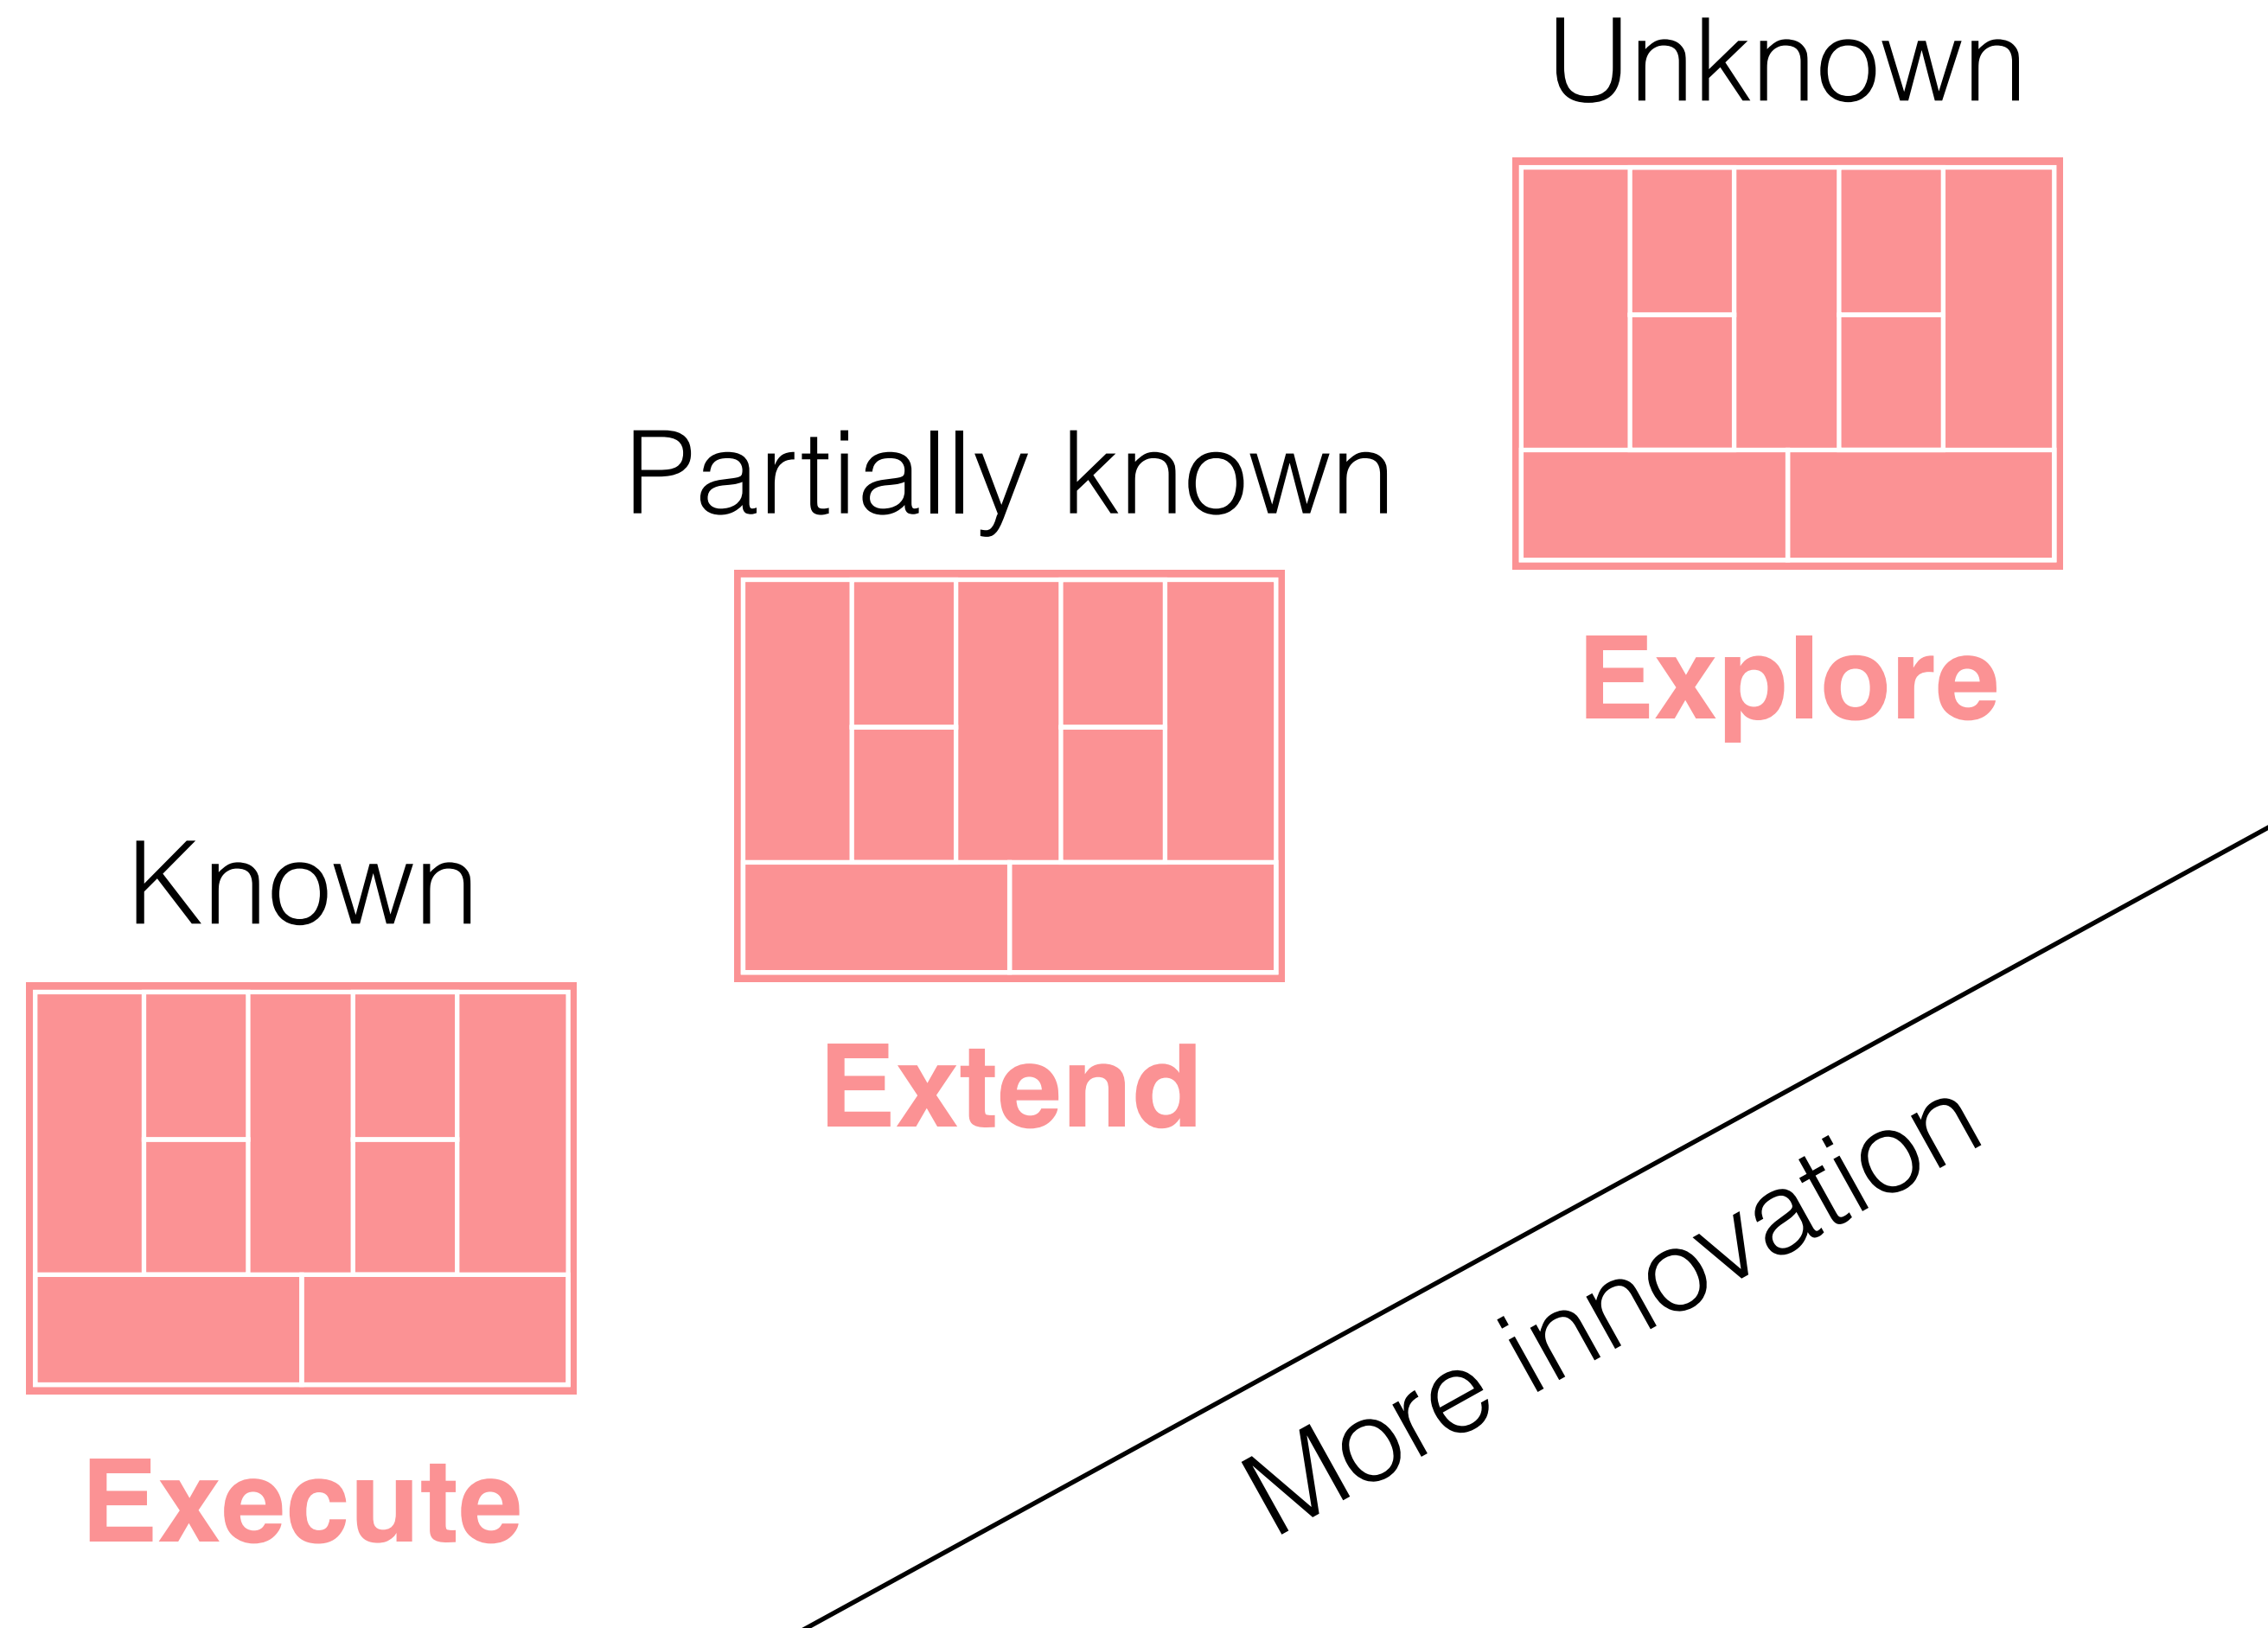 Unknown
Partially known
Explore
Known
Extend
More innovation
Execute